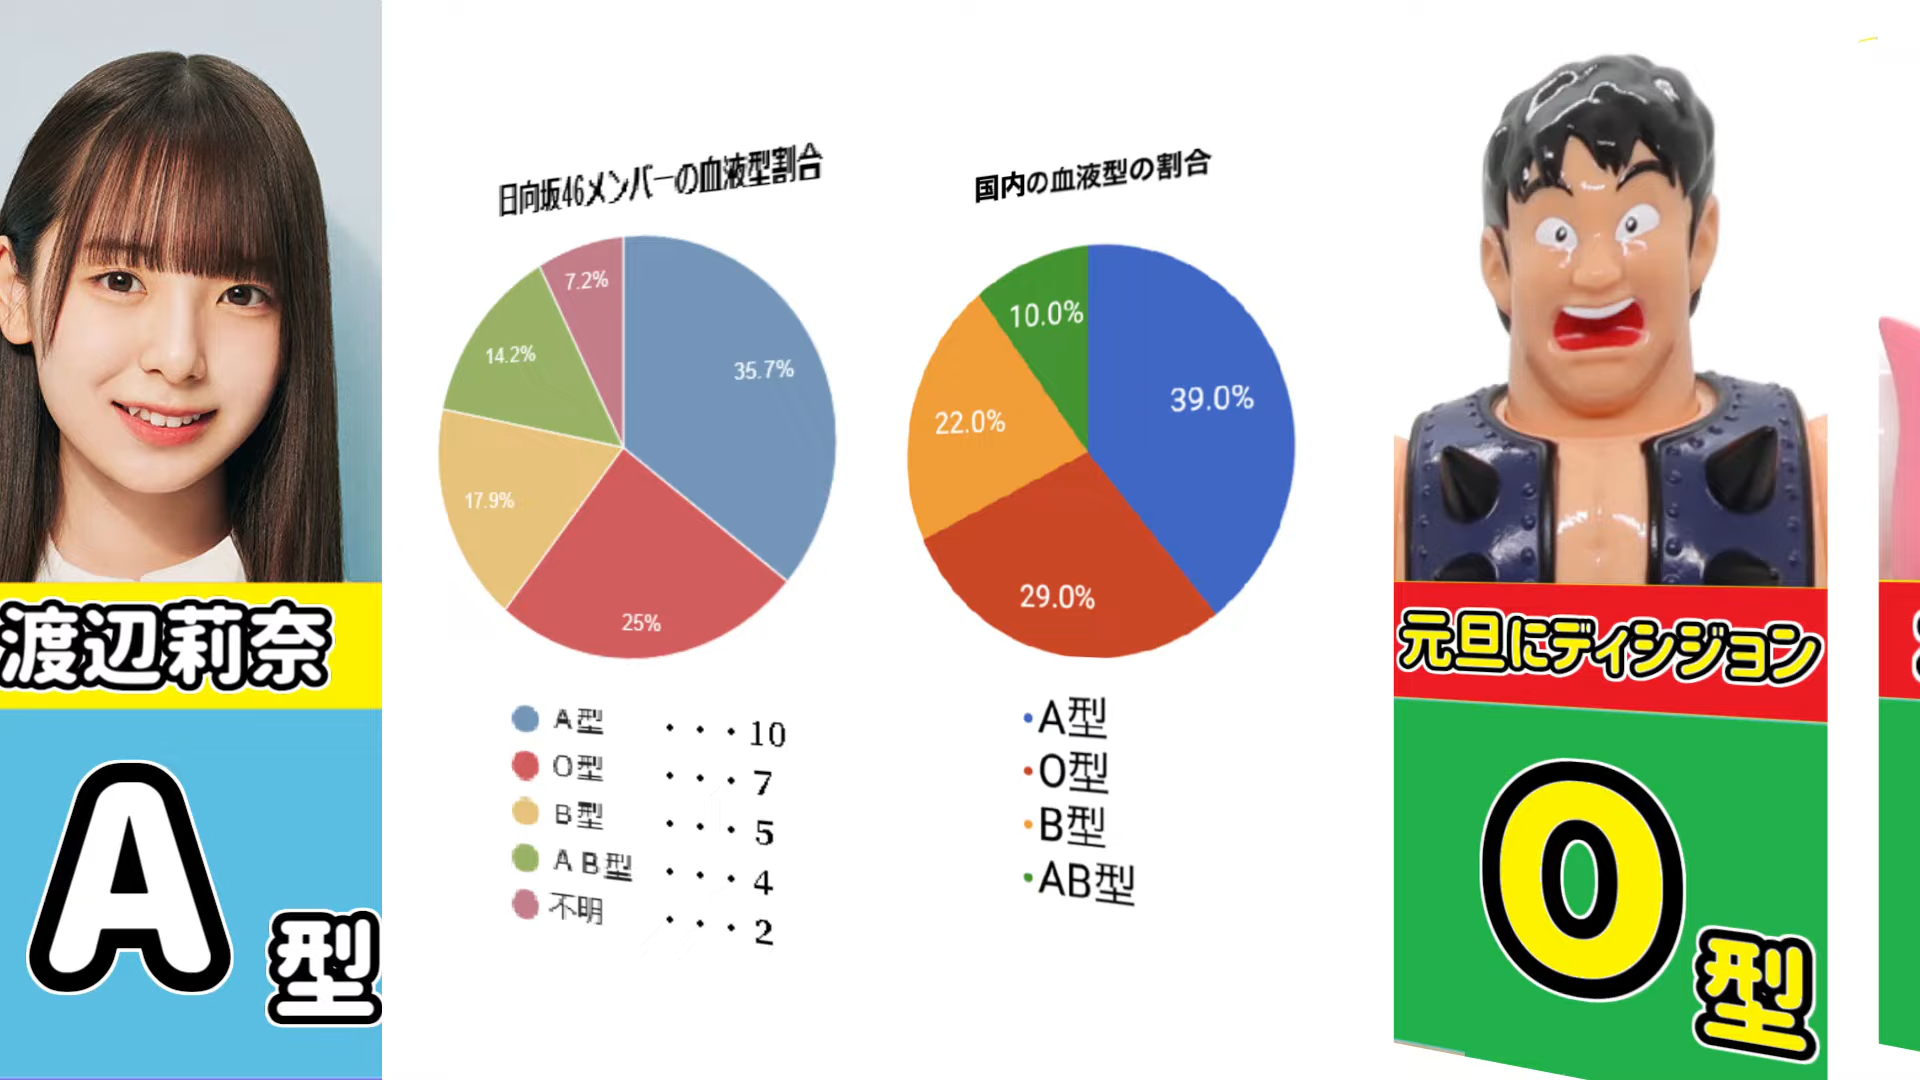 渡辺莉奈
A型
日向坂46メンバーの血液型割合
7.2%
35.7%
14.2%
17.9%
25%
A型 ・・・10
O型 ・・・7
B型 ・・・5
AB型 ・・・4
不明 ・・・2
国内の血液型の割合
10.0%
39.0%
22.0%
29.0%
・A型
・O型
・B型
・AB型
元旦にディシジョン
O型